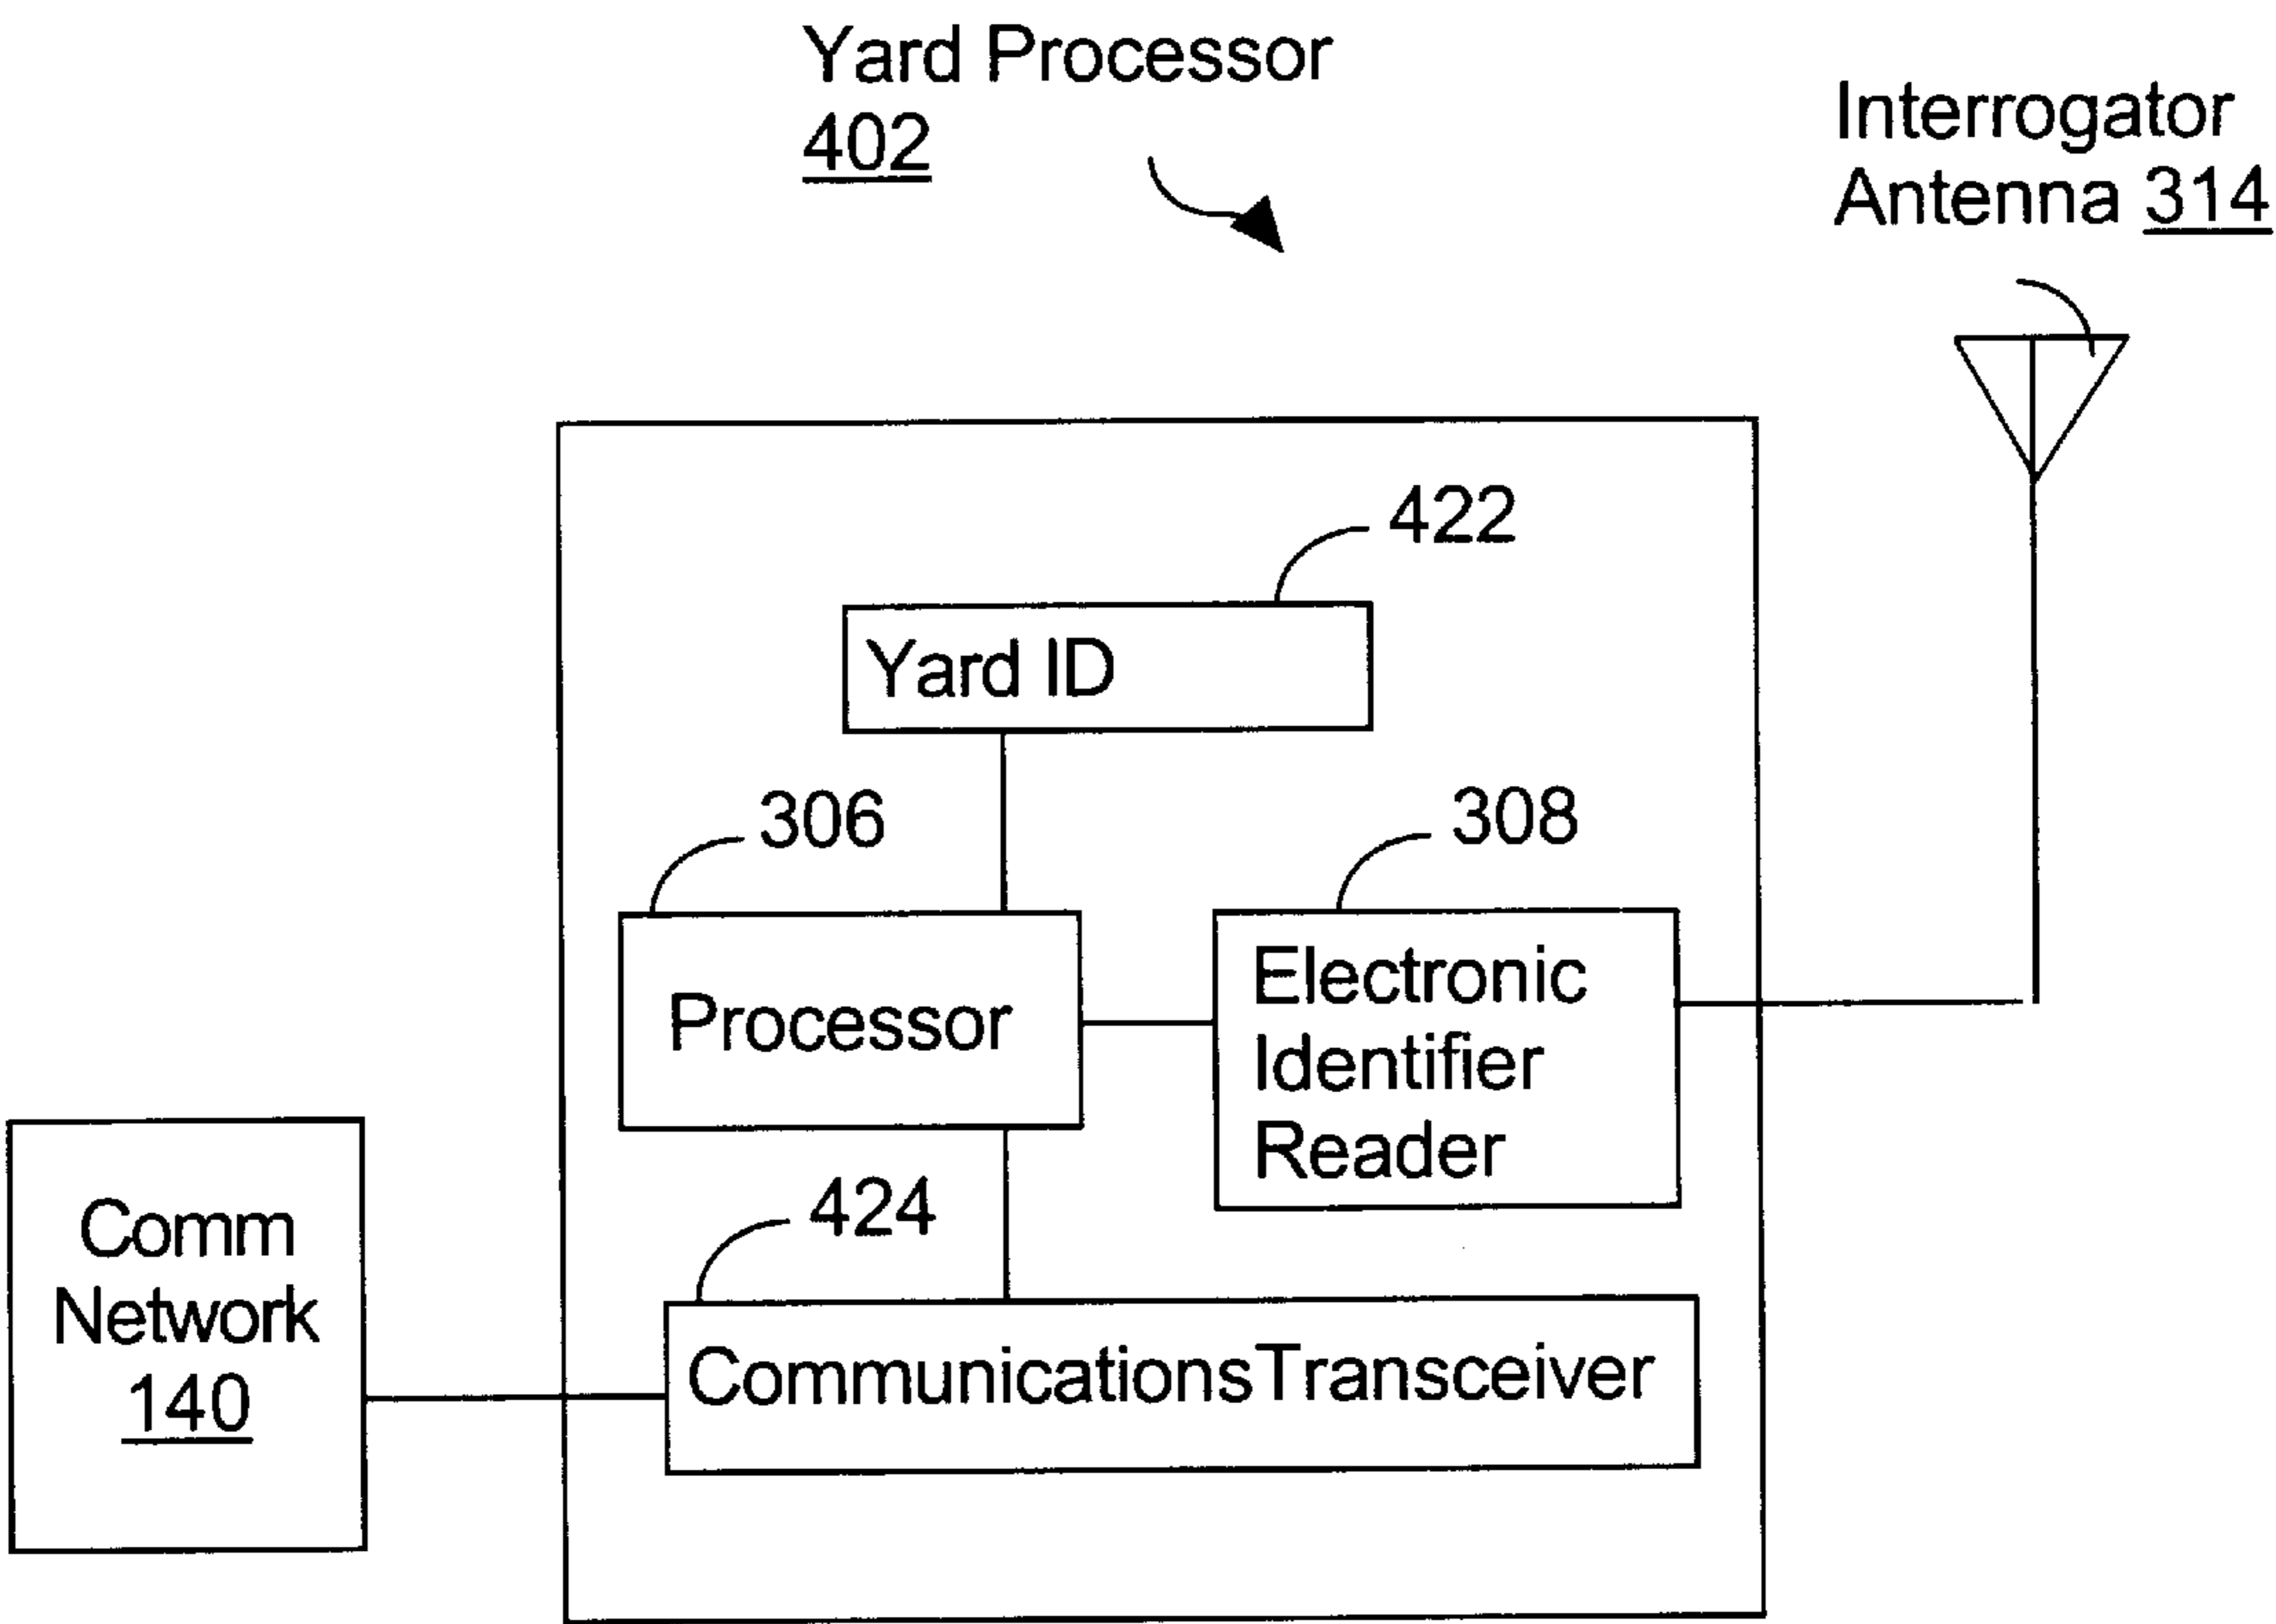 Yard Processor
402
Interrogator
Antenna 314
422
Yard ID
306
308
Processor
Electronic
Identifier
Reader
424
Comm
Network
140
CommunicationsTransceiver